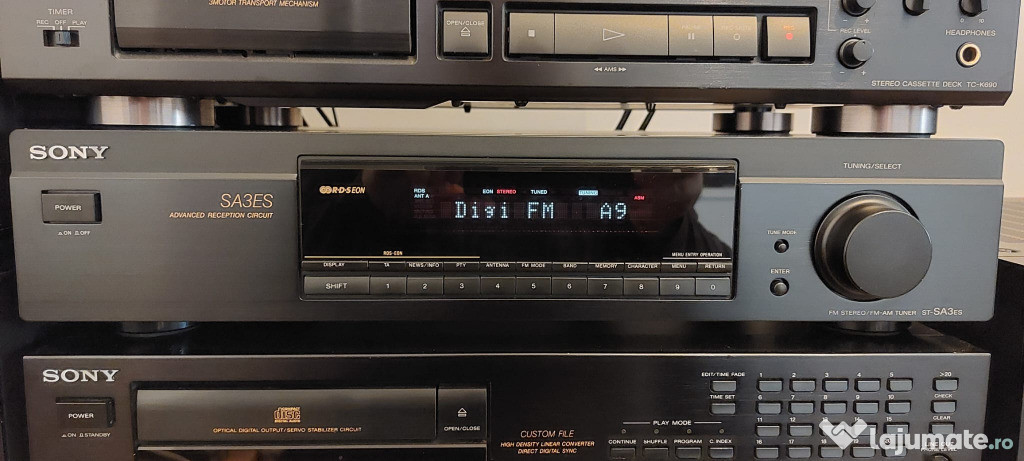 3MOTOR TRANSPORT MECHANISM
TIMER
REC OFF PLAY
OPEN/CLOSE
AMS
REC LEVEL
HEADPHONES
STEREO CASSETTE DECK TC-K690
SONY
POWER
ON OFF
SA3ES
ADVANCED RECEPTION CIRCUIT
R·D·S EON
RDS
ANT A
EON STEREO TUNED TUNING
ASM
Digi FM A9
RDS-EON
MENU ENTRY OPERATION
DISPLAY TA NEWS/INFO PTY ANTENNA FM MODE BAND MEMORY CHARACTER MENU RETURN
SHIFT 1 2 3 4 5 6 7 8 9 0
TUNING/SELECT
TUNE MODE
ENTER
FM STEREO/FM-AM TUNER ST-SA3ES
SONY
POWER
ON STANDBY
COMPACT
disc
DIGITAL AUDIO
OPTICAL DIGITAL OUTPUT/SERVO STABILIZER CIRCUIT
OPEN/CLOSE
CUSTOM FILE
HIGH DENSITY LINEAR CONVERTER
DIRECT DIGITAL SYNC
EDIT/TIME FADE
TIME SET
PLAY MODE
CONTINUE SHUFFLE PROGRAM C.INDEX
1 2 3 4 5
6 7 8 9 10
>20
CHECK
CLEAR
lajumate.ro